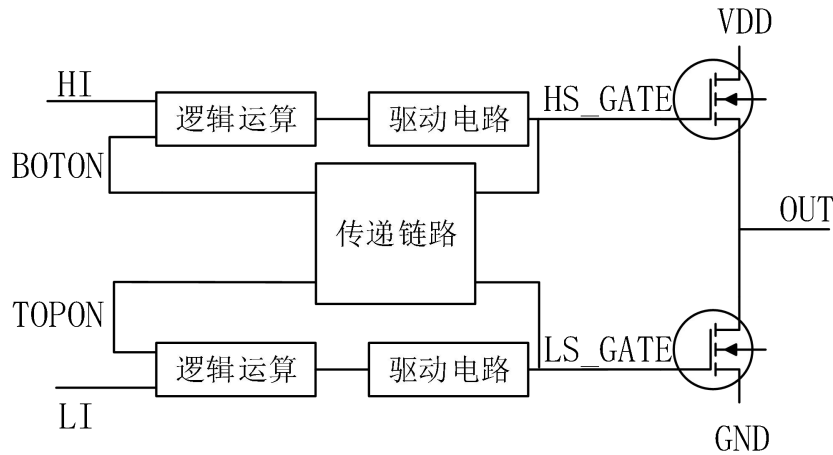 VDD
HI
逻辑运算
驱动电路
HS_GATE
BOTON
传递链路
OUT
TOPON
逻辑运算
驱动电路
LS_GATE
LI
GND